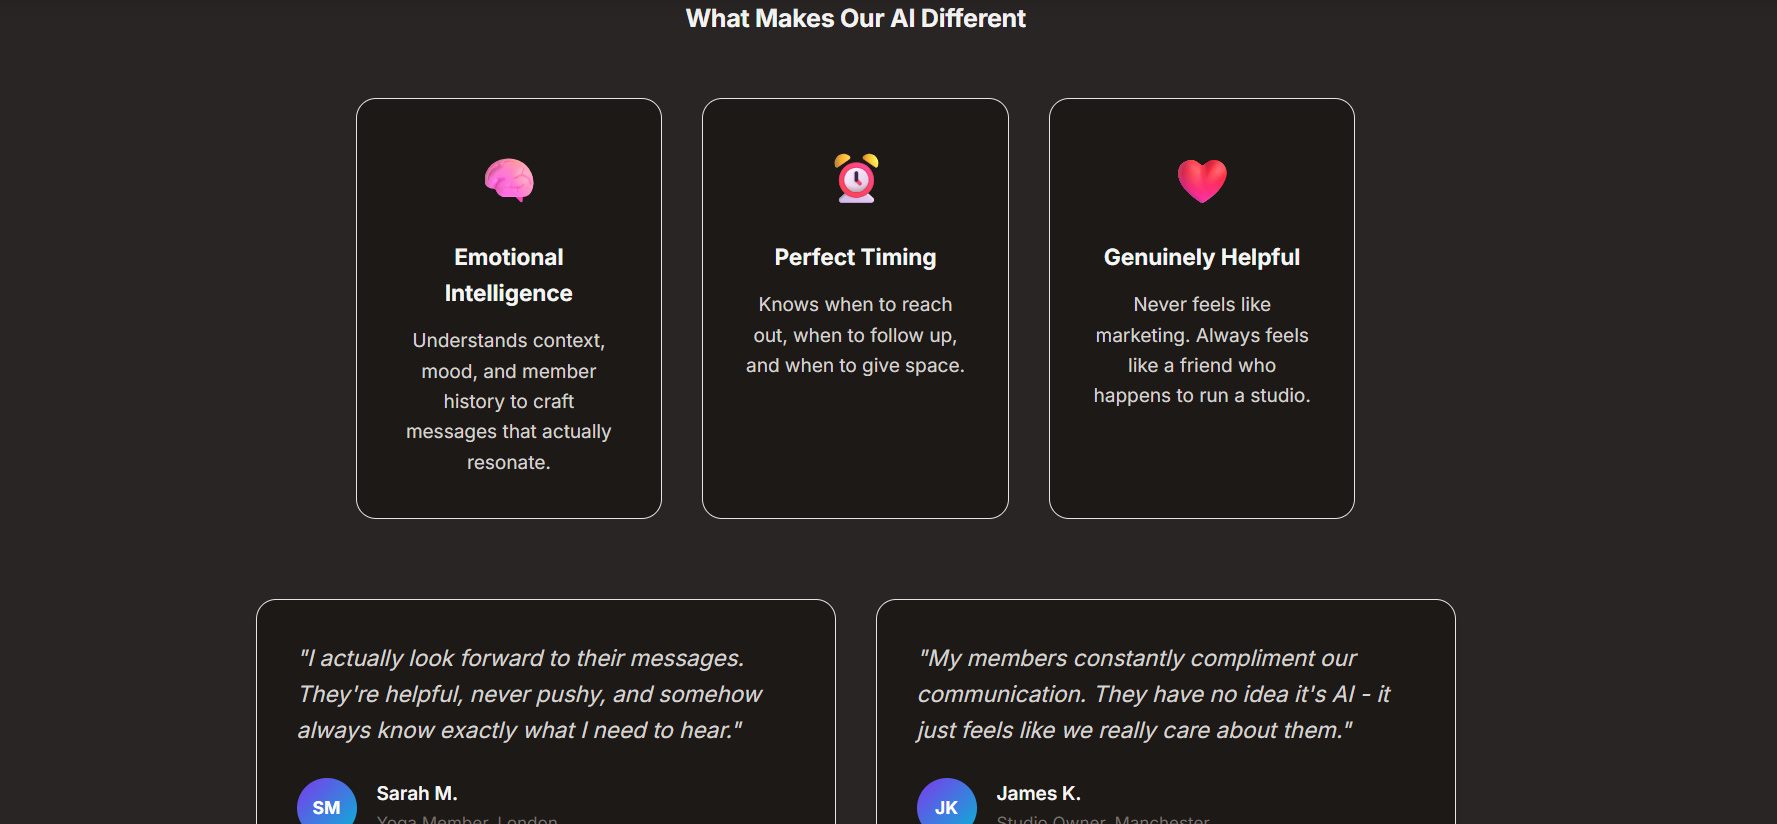 What Makes Our AI Different
Emotional
Intelligence
Understands context,
mood, and member
history to craft
messages that actually
resonate.
Perfect Timing
Knows when to reach
out, when to follow up,
and when to give space.
Genuinely Helpful
Never feels like
marketing. Always feels
like a friend who
happens to run a studio.
"I actually look forward to their messages.
They're helpful, never pushy, and somehow
always know exactly what I need to hear."
SM
Sarah M.
Yoga Member, London
"My members constantly compliment our
communication. They have no idea it's AI - it
just feels like we really care about them."
JK
James K.
Studio Owner, Manchester